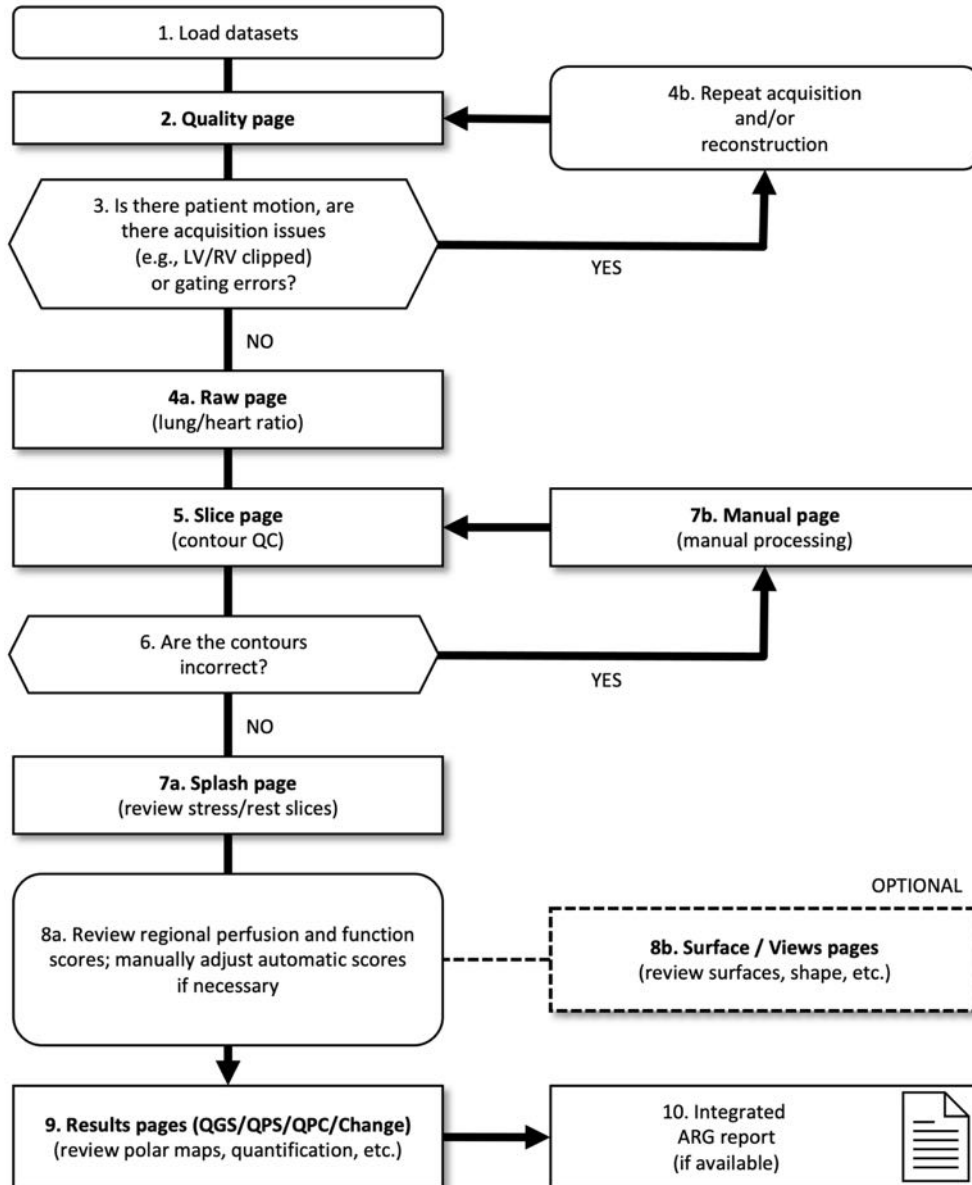 1. Load datasets
2. Quality page
4b. Repeat acquisition
and/or
reconstruction
3. Is there patient motion, are
there acquisition issues
(e.g., LV/RV clipped)
or gating errors?
YES
NO
4a. Raw page
(lung/heart ratio)
5. Slice page
(contour QC)
7b. Manual page
(manual processing)
6. Are the contours
incorrect?
YES
NO
7a. Splash page
(review stress/rest slices)
8a. Review regional perfusion and function
scores; manually adjust automatic scores
if necessary
OPTIONAL
8b. Surface / Views pages
(review surfaces, shape, etc.)
9. Results pages (QGS/QPS/QPC/Change)
(review polar maps, quantification, etc.)
10. Integrated
ARG report
(if available)